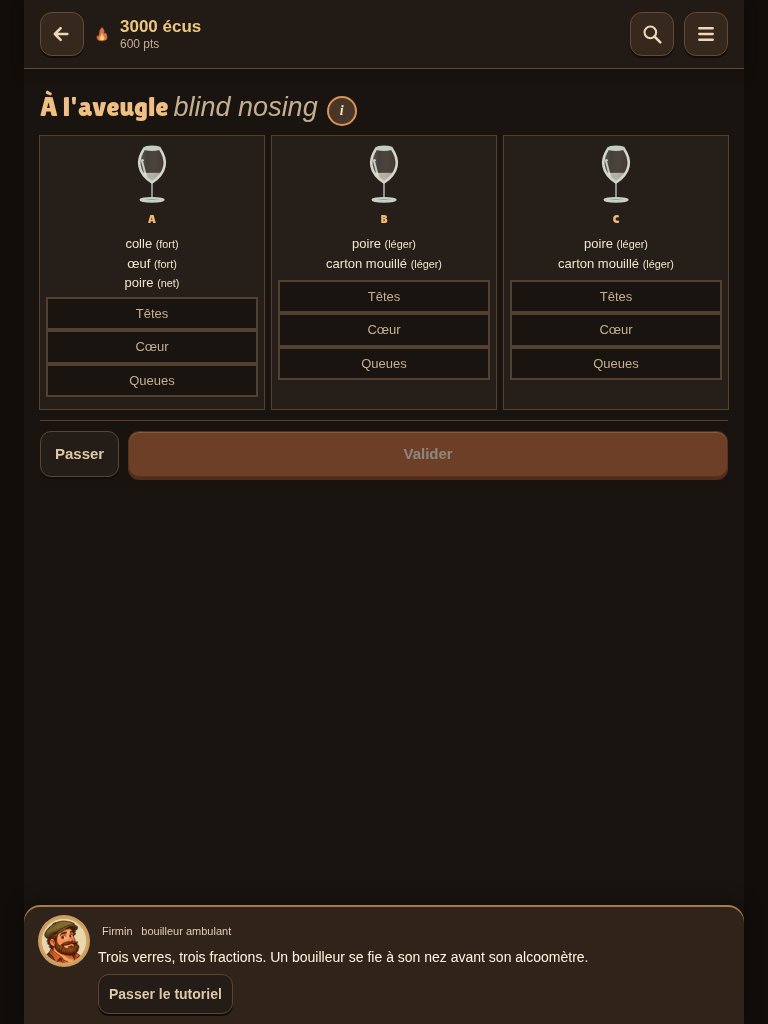 3000 écus
600 pts
À l'aveugle blind nosing i
A
colle (fort)
œuf (fort)
poire (net)
Têtes
Cœur
Queues
B
poire (léger)
carton mouillé (léger)
Têtes
Cœur
Queues
C
poire (léger)
carton mouillé (léger)
Têtes
Cœur
Queues
Passer
Valider
Firmin bouilleur ambulant
Trois verres, trois fractions. Un bouilleur se fie à son nez avant son alcoomètre.
Passer le tutoriel